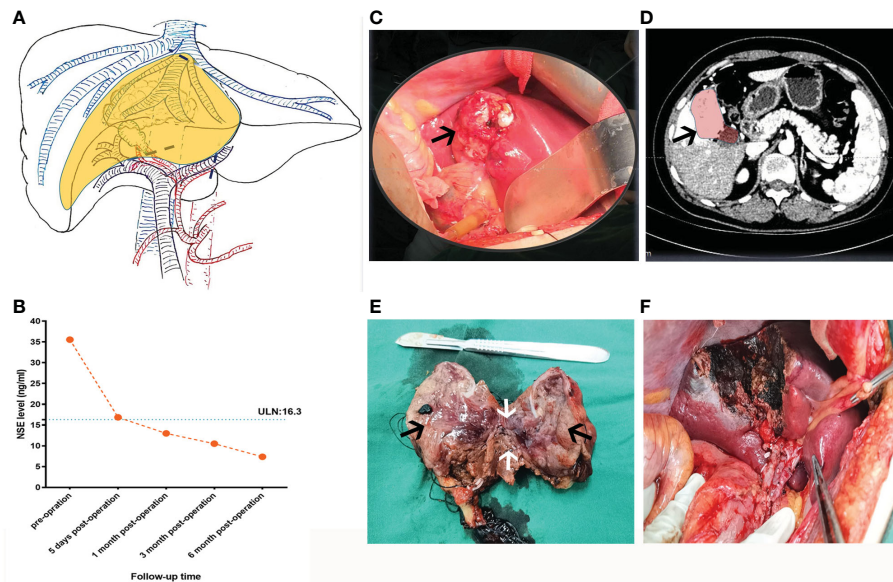 A
C
D
m
B
NSE level (ng/ml)
40
35
30
25
20
15
10
5
0
ULN:16.3
pre-opration
5 days post-operation
1 month post-operation
3 month post-operation
6 month post-operation
Follow-up time
E
F